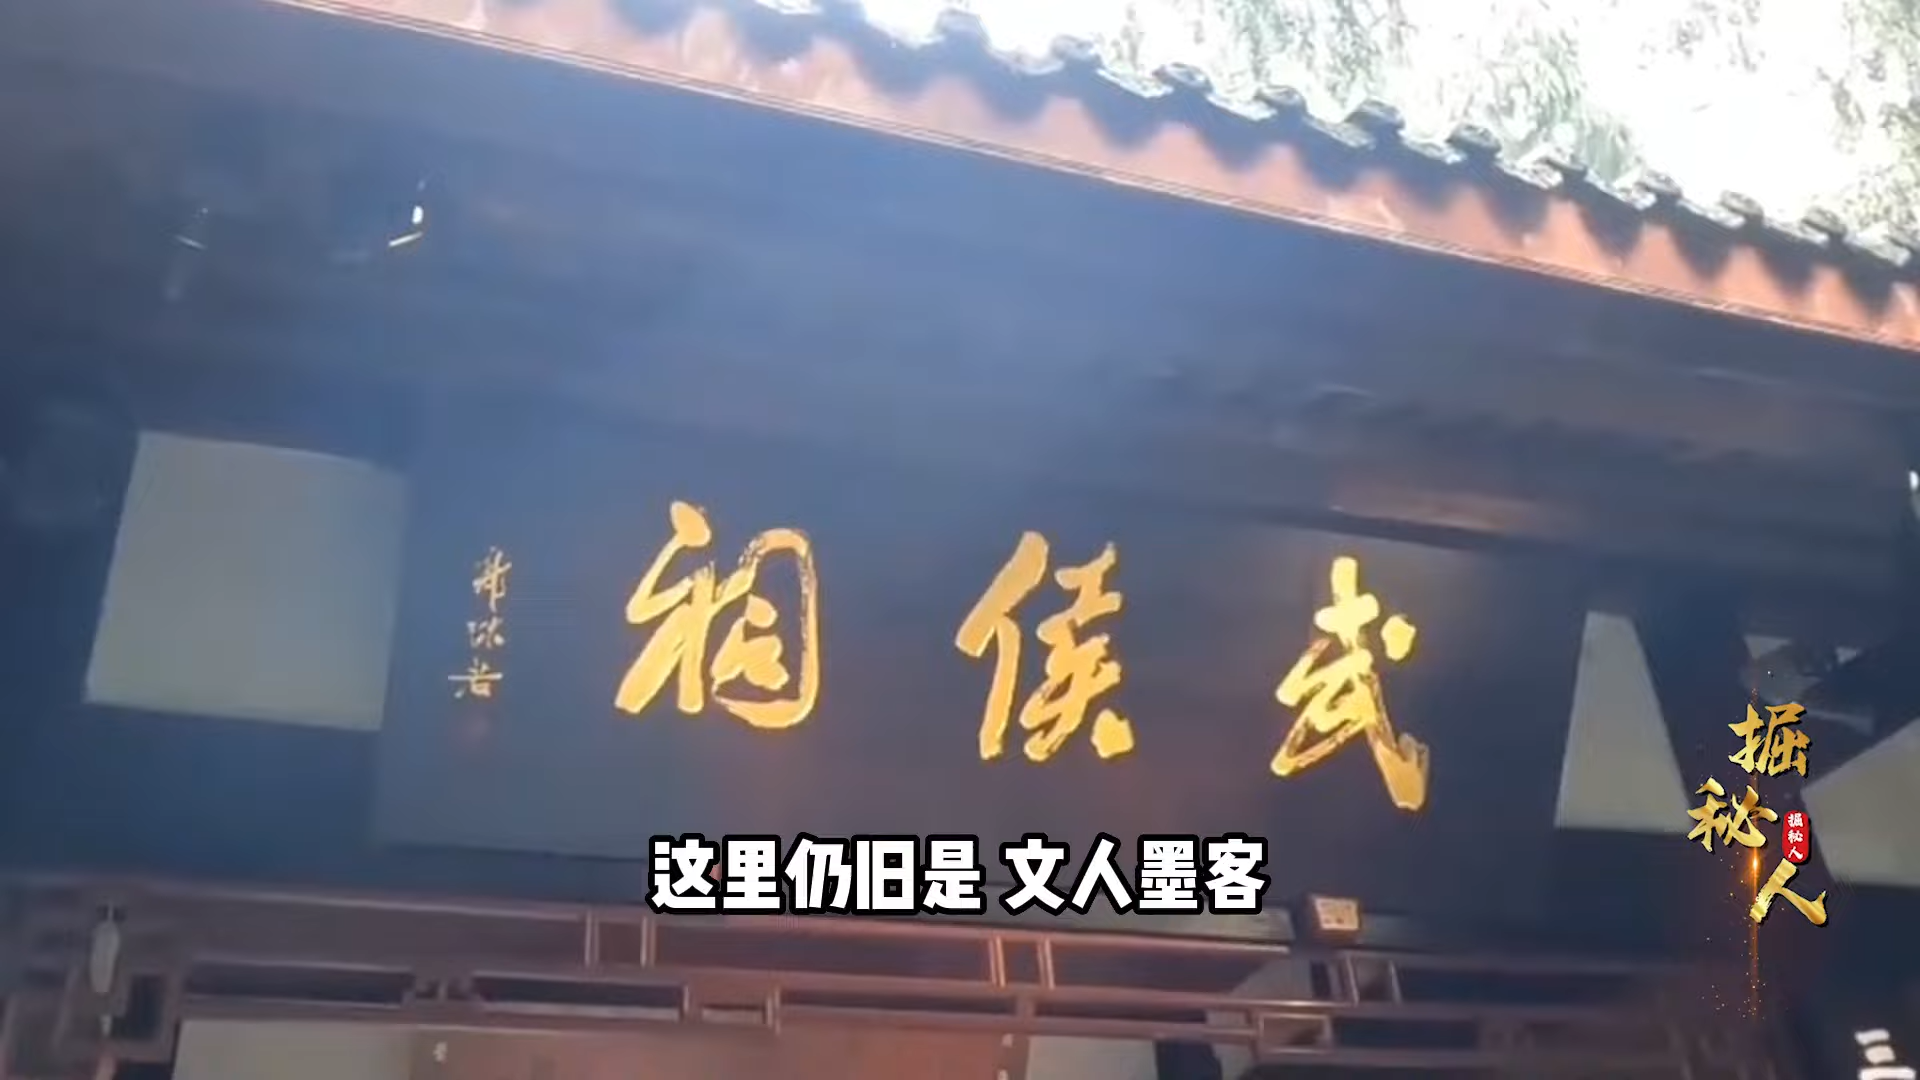 武侯祠
郭沫若
这里仍旧是 文人墨客
掘秘人
掘秘人
三